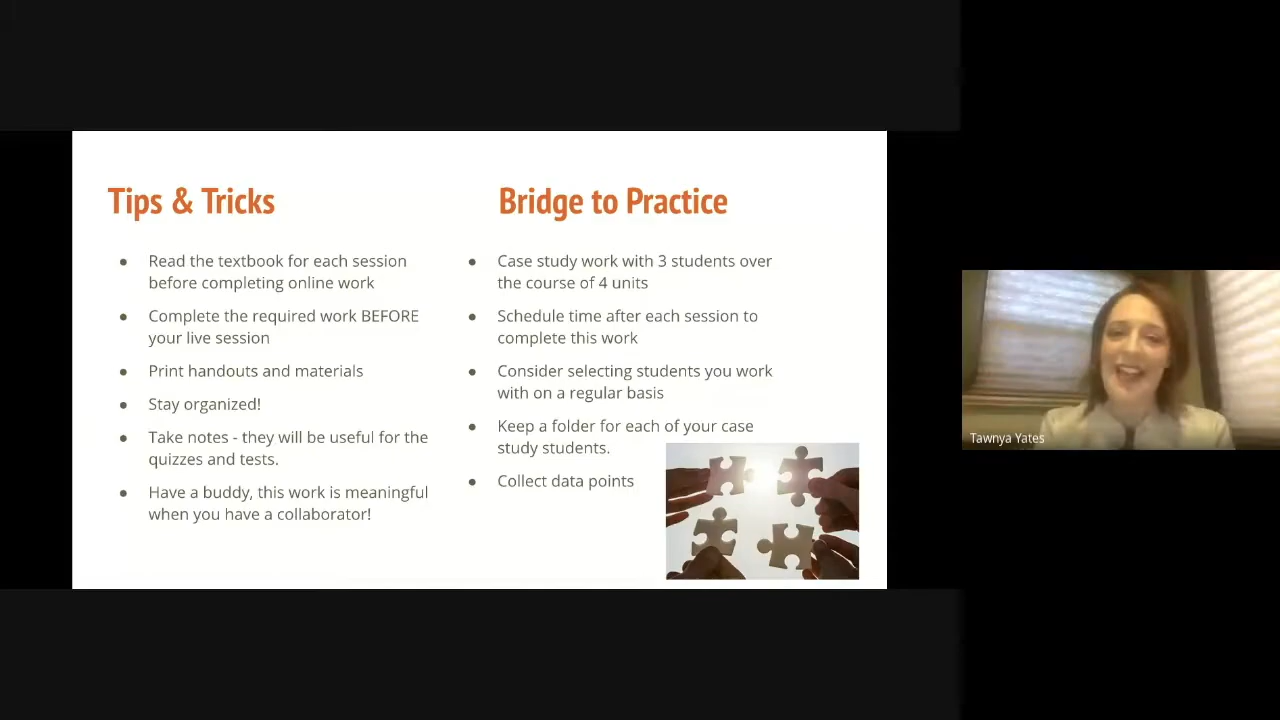 Tips & Tricks
● Read the textbook for each session
before completing online work
● Complete the required work BEFORE
your live session
● Print handouts and materials
● Stay organized!
● Take notes - they will be useful for the
quizzes and tests.
● Have a buddy, this work is meaningful
when you have a collaborator!
Bridge to Practice
● Case study work with 3 students over
the course of 4 units
● Schedule time after each session to
complete this work
● Consider selecting students you work
with on a regular basis
● Keep a folder for each of your case
study students.
● Collect data points
Tawnya Yates